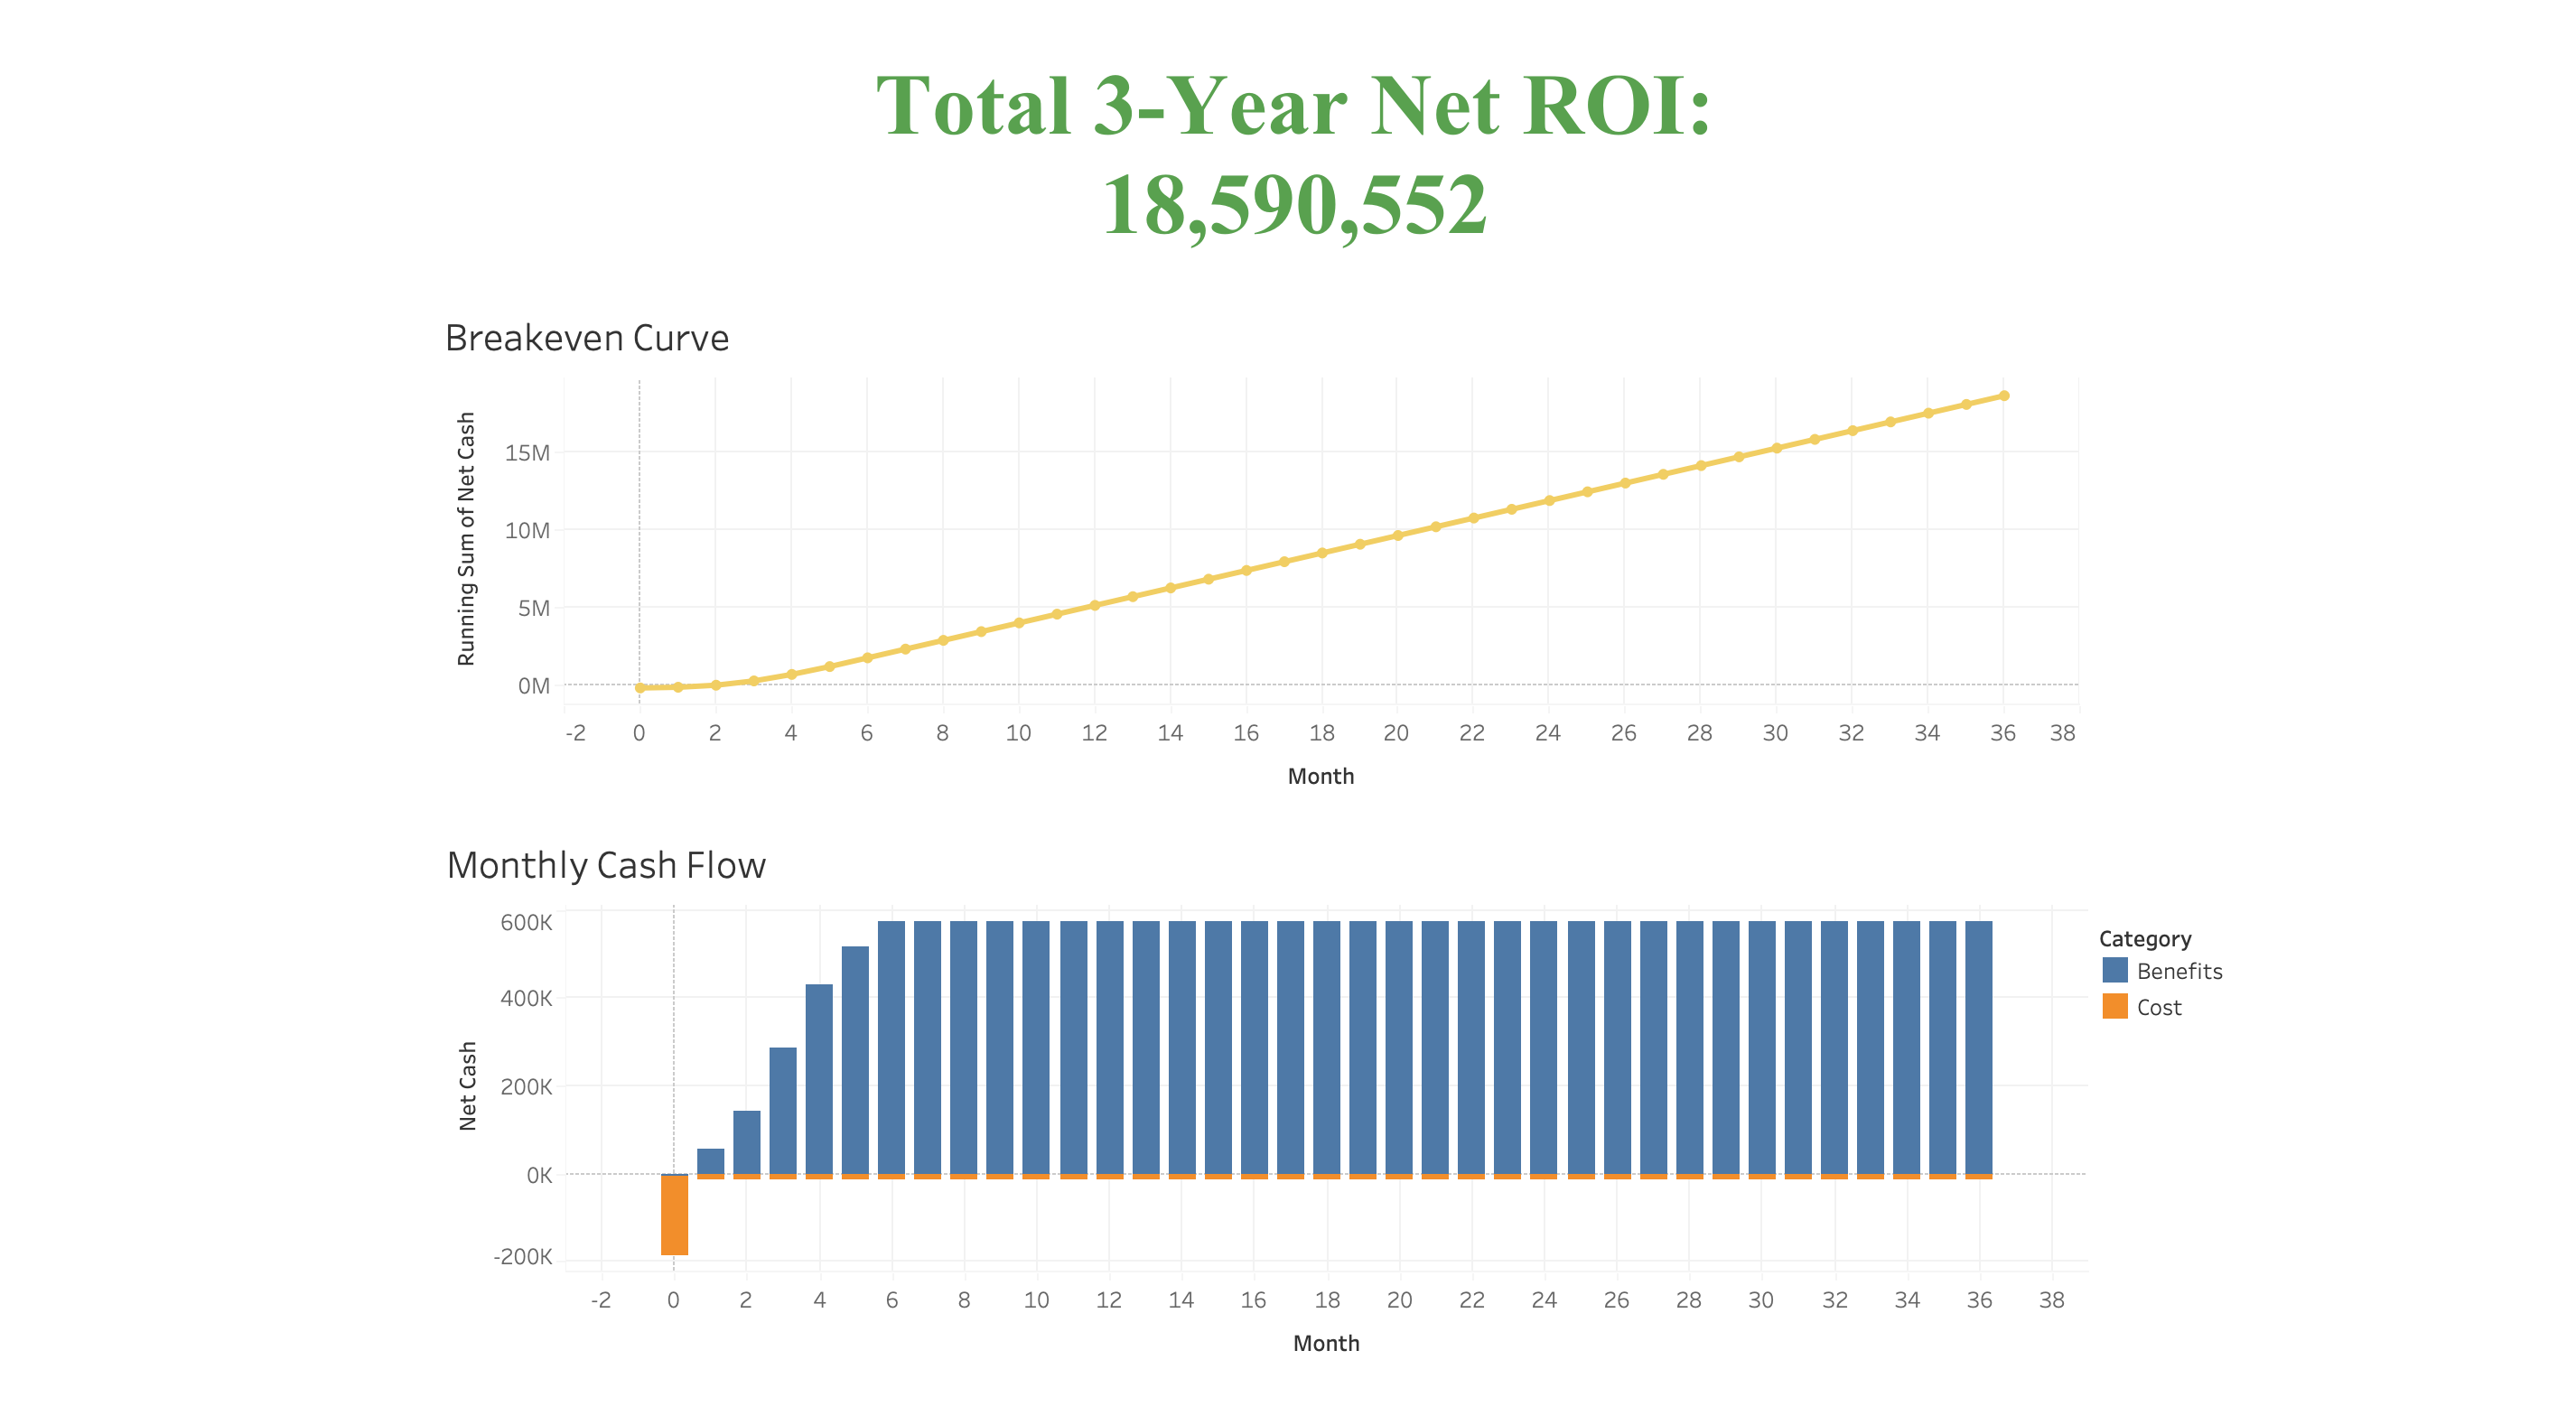 Total 3-Year Net ROI:
18,590,552
Breakeven Curve
Running Sum of Net Cash
15M
10M
5M
0M
-2 0 2 4 6 8 10 12 14 16 18 20 22 24 26 28 30 32 34 36 38
Month
Monthly Cash Flow
Net Cash
600K
400K
200K
0K
-200K
-2 0 2 4 6 8 10 12 14 16 18 20 22 24 26 28 30 32 34 36 38
Month
Category
Benefits
Cost